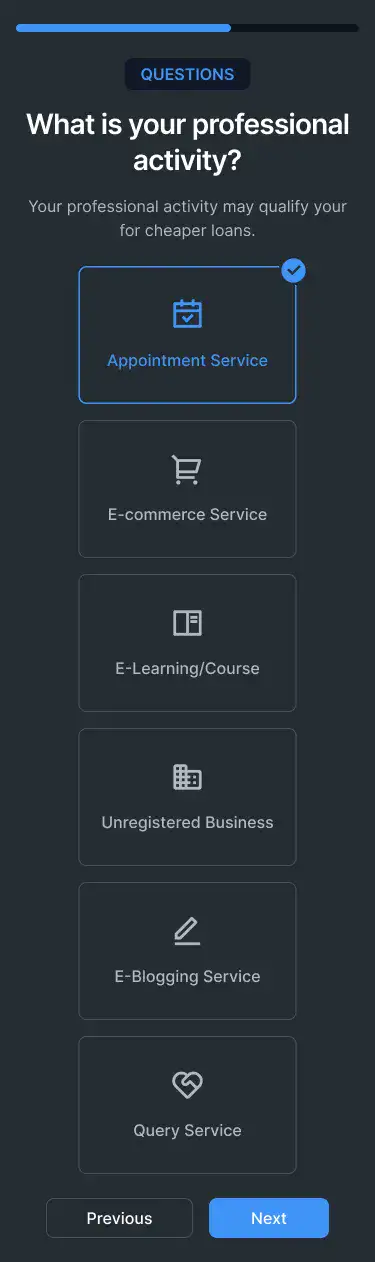 QUESTIONS
What is your professional
activity?
Your professional activity may qualify your
for cheaper loans.
Appointment Service
E-commerce Service
E-Learning/Course
Unregistered Business
E-Blogging Service
Query Service
Previous
Next